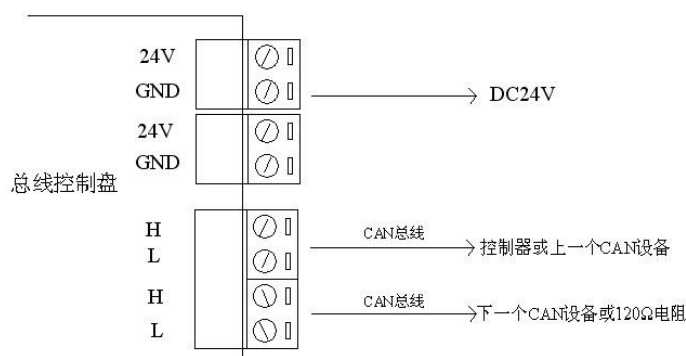 24V
GND
DC24V
24V
GND
总线控制盘
H
CAN总线
L
控制器或上一个CAN设备
H
CAN总线
下一个CAN设备或120Ω电阻
L